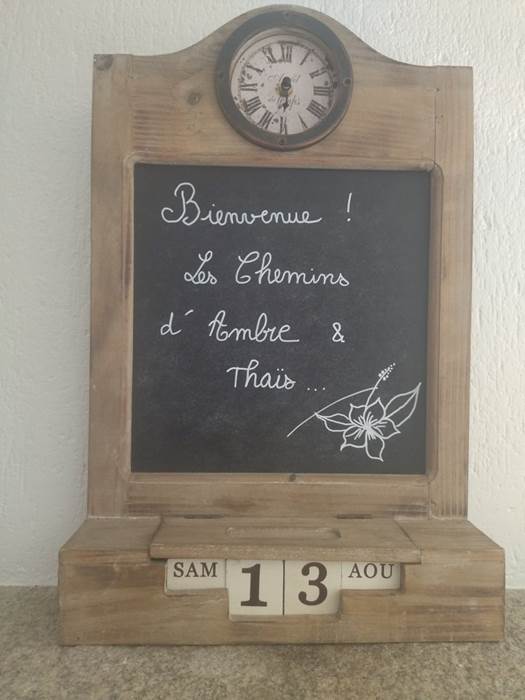 Bienvenue !
Les Chemins
d' Ambre &
Thaïs ...
SAM 13 AOU